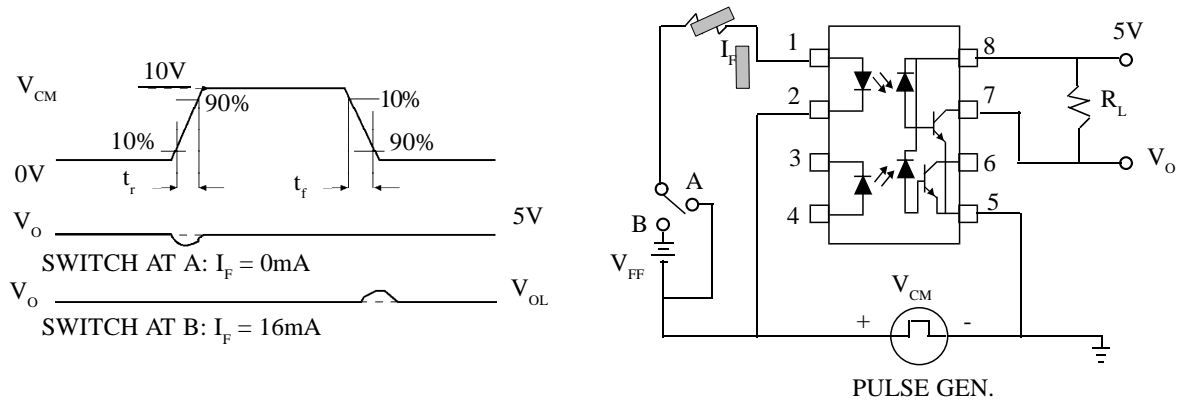 10V
V_CM
90%
10%
10%
90%
0V
t_r
t_f
V_O
5V
SWITCH AT A: I_F = 0mA
V_O
V_OL
SWITCH AT B: I_F = 16mA
I_F
1
2
3
4
8
7
6
5
5V
R_L
V_O
A
B
V_FF
V_CM
+
-
PULSE GEN.